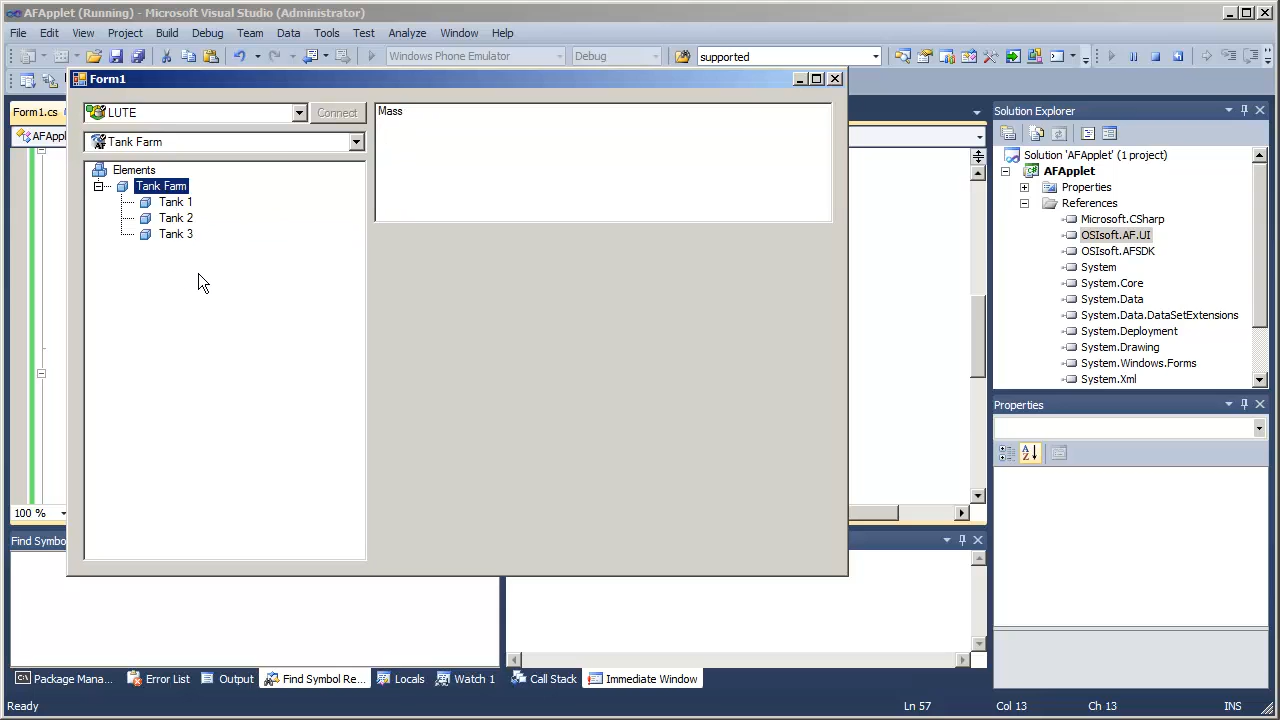 AFApplet (Running) - Microsoft Visual Studio (Administrator)
File Edit View Project Build Debug Team Data Tools Test Analyze Window Help
Windows Phone Emulator Debug supported
Form1
Form1.cs
LUTE Connect
Mass
AFAppl
Tank Farm
Elements
Tank Farm
Tank 1
Tank 2
Tank 3
100 %
Find Symbol
Solution Explorer
Solution 'AFApplet' (1 project)
AFApplet
Properties
References
Microsoft.CSharp
OSIsoft.AF.UI
OSIsoft.AFSDK
System
System.Core
System.Data
System.Data.DataSetExtensions
System.Deployment
System.Drawing
System.Windows.Forms
System.Xml
Properties
Package Mana... Error List Output Find Symbol Re... Locals Watch 1 Call Stack Immediate Window
Ready Ln 57 Col 13 Ch 13 INS